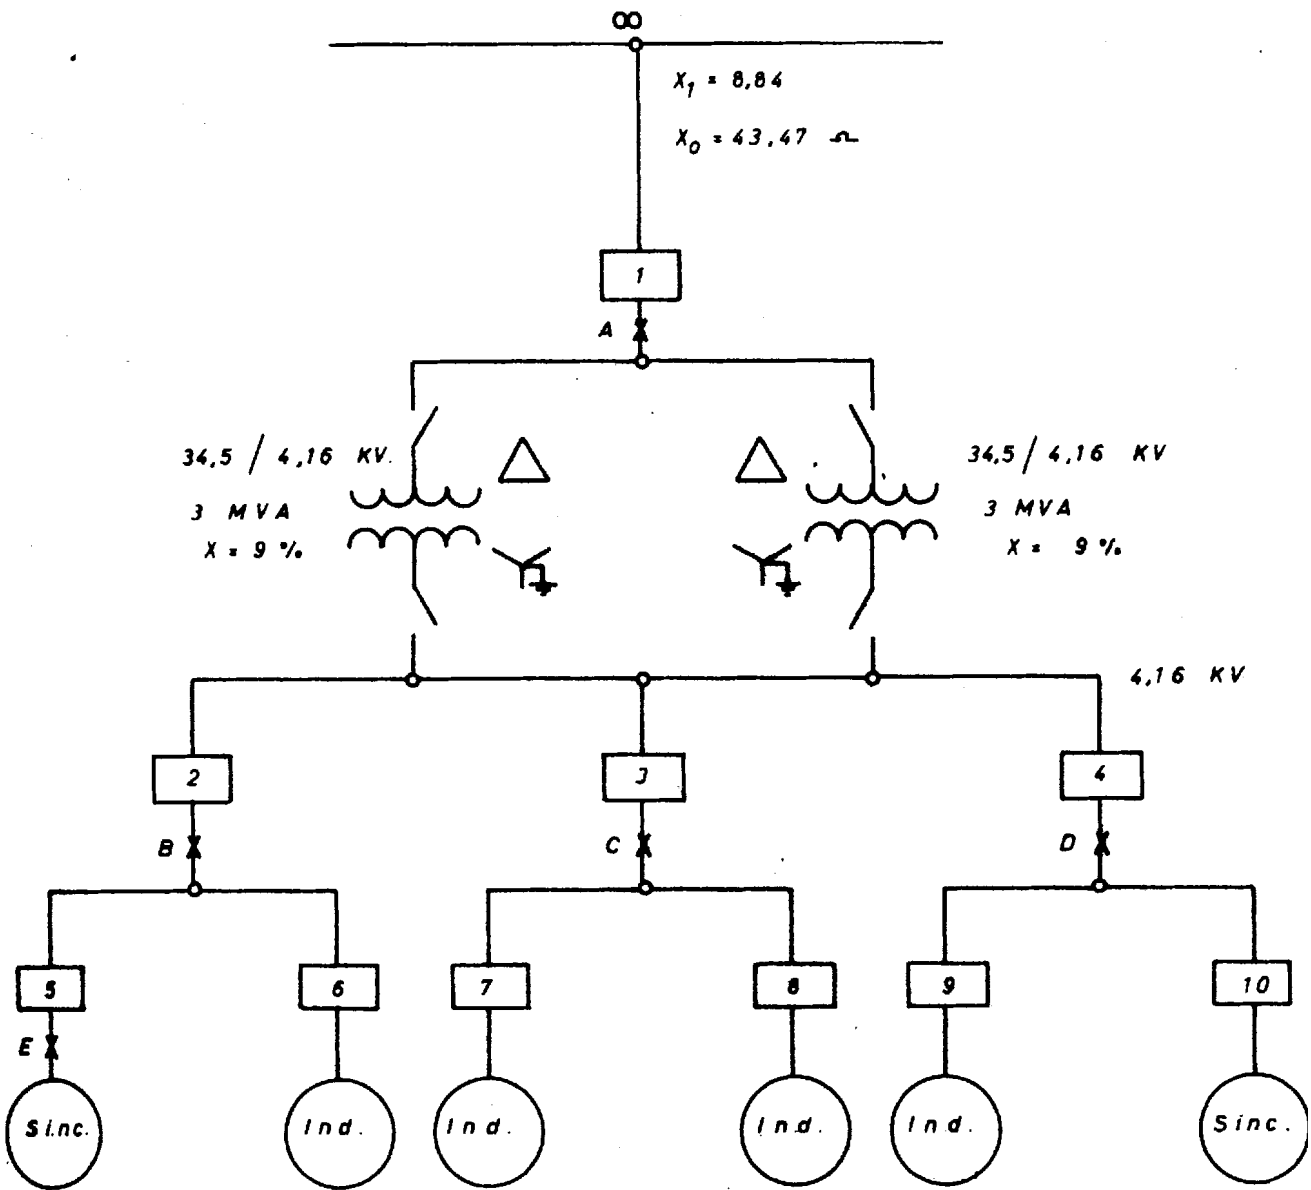 ∞
X1 = 8,84
X0 = 43,47 Ω
1
A
34,5 / 4,16 KV.
3 MVA
X = 9 %
34,5 / 4,16 KV
3 MVA
X = 9 %
4,16 KV
2
3
4
B
C
D
5
6
7
8
9
10
E
Sinc.
Ind.
Ind.
Ind.
Ind.
Sinc.